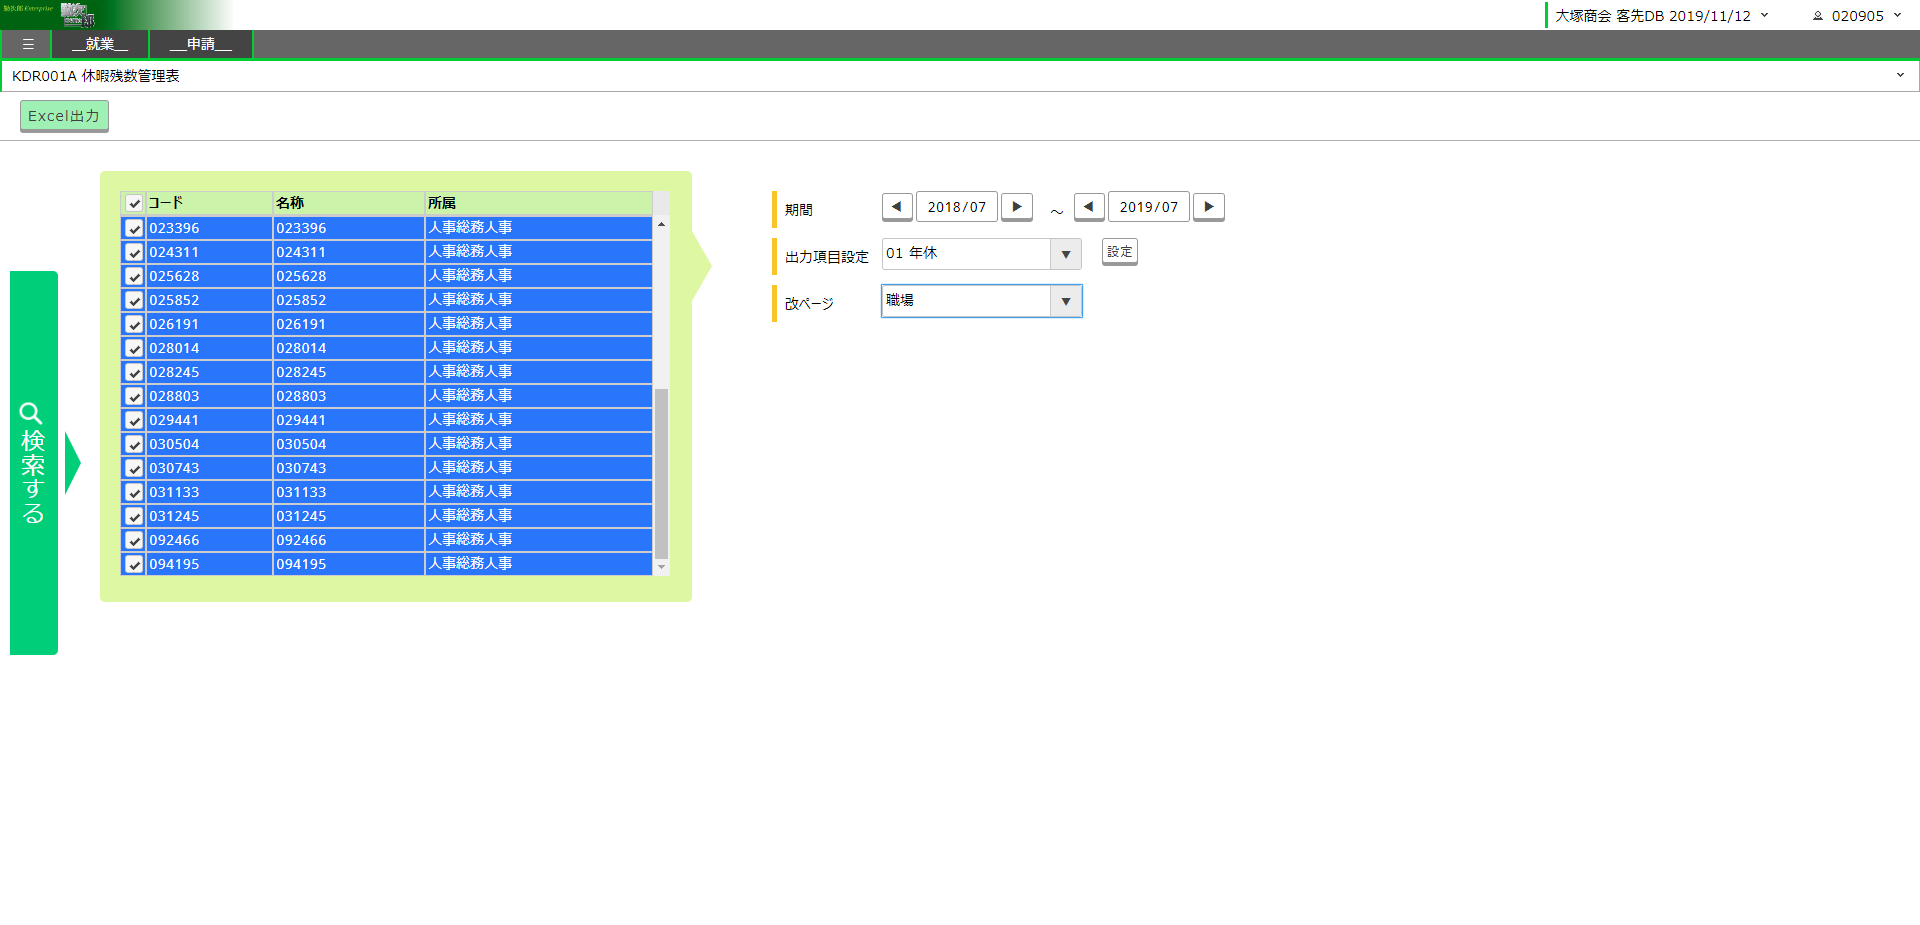 勤次郎 Enterprise
大塚商会 客先DB 2019/11/12
020905
__就業__ __申請__
KDR001A 休暇残数管理表
Excel出力
コード 名称 所属
023396 023396 人事総務人事
024311 024311 人事総務人事
025628 025628 人事総務人事
025852 025852 人事総務人事
026191 026191 人事総務人事
028014 028014 人事総務人事
028245 028245 人事総務人事
028803 028803 人事総務人事
029441 029441 人事総務人事
030504 030504 人事総務人事
030743 030743 人事総務人事
031133 031133 人事総務人事
031245 031245 人事総務人事
092466 092466 人事総務人事
094195 094195 人事総務人事
検索する
期間 ◀ 2018/07 ▶ ～ ◀ 2019/07 ▶
出力項目設定 01 年休 ▼ 設定
改ページ 職場 ▼